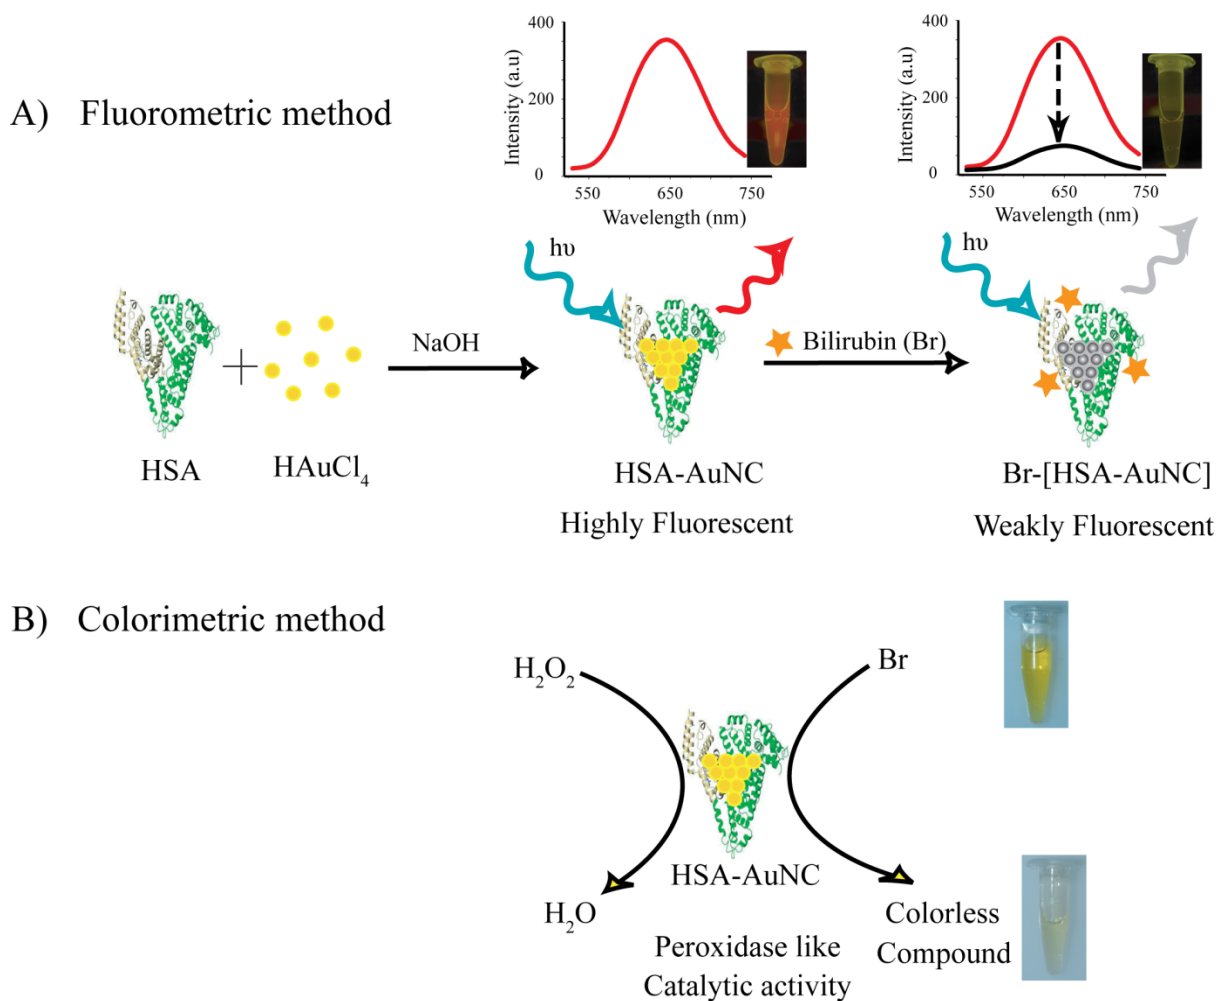 A) Fluorometric method
400
200
0
Intensity (a.u)
550 650 750
Wavelength (nm)
400
200
0
Intensity (a.u)
550 650 750
Wavelength (nm)
hυ
hυ
NaOH
Bilirubin (Br)
HSA
HAuCl₄
HSA-AuNC
Br-[HSA-AuNC]
Highly Fluorescent
Weakly Fluorescent
B) Colorimetric method
H₂O₂
Br
HSA-AuNC
H₂O
Colorless
Compound
Peroxidase like
Catalytic activity